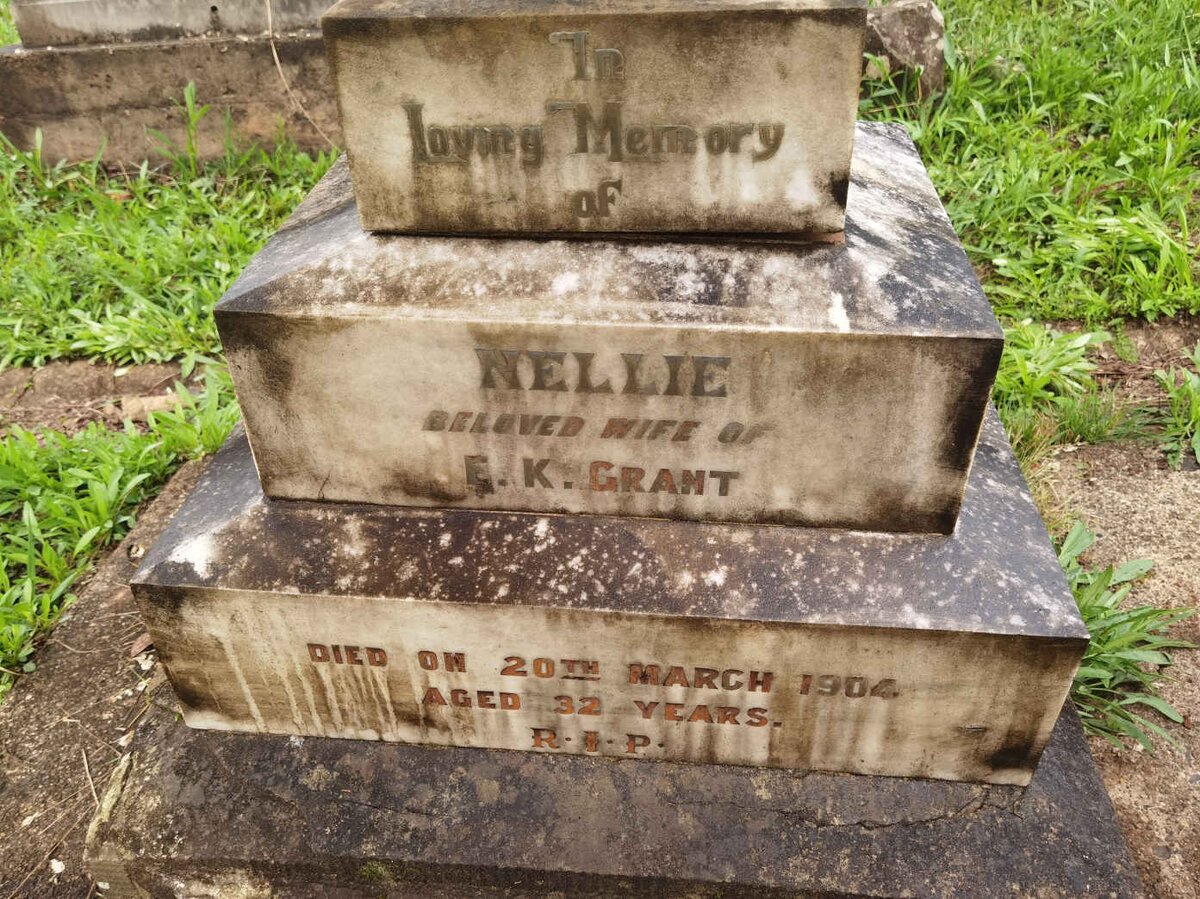 In
Loving Memory
of
NELLIE
BELOVED WIFE OF
E. K. GRANT
DIED ON 20TH MARCH 1904
AGED 32 YEARS.
R·I·P·